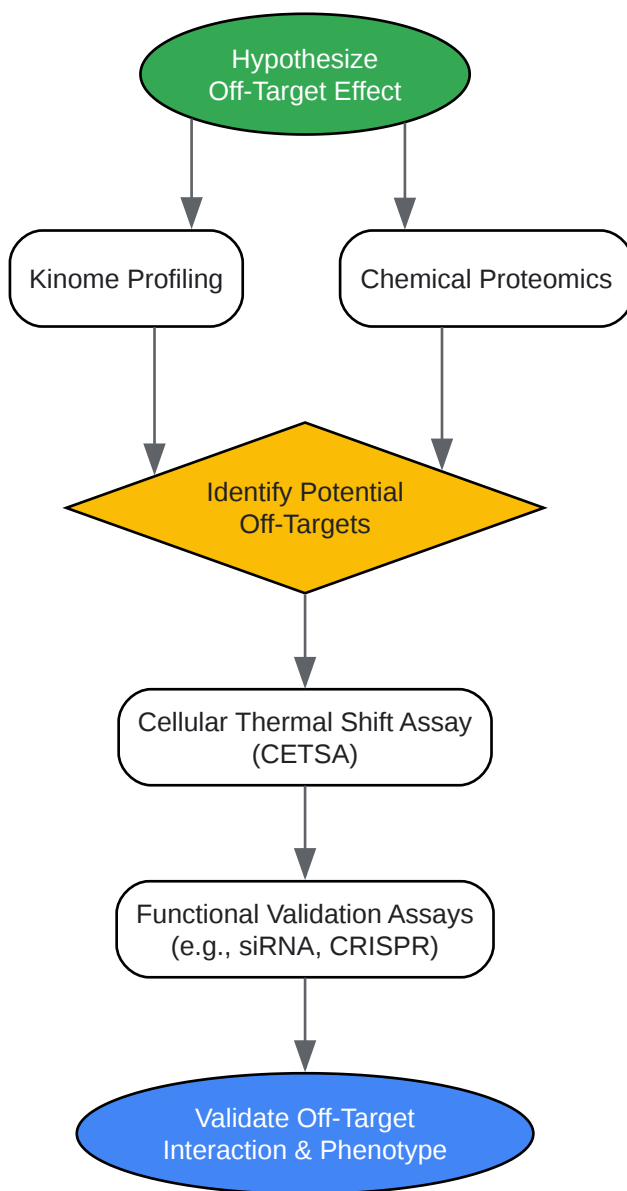 Hypothesize
Off-Target Effect
Kinome Profiling
Chemical Proteomics
Identify Potential
Off-Targets
Cellular Thermal Shift Assay
(CETSA)
Functional Validation Assays
(e.g., siRNA, CRISPR)
Validate Off-Target
Interaction & Phenotype